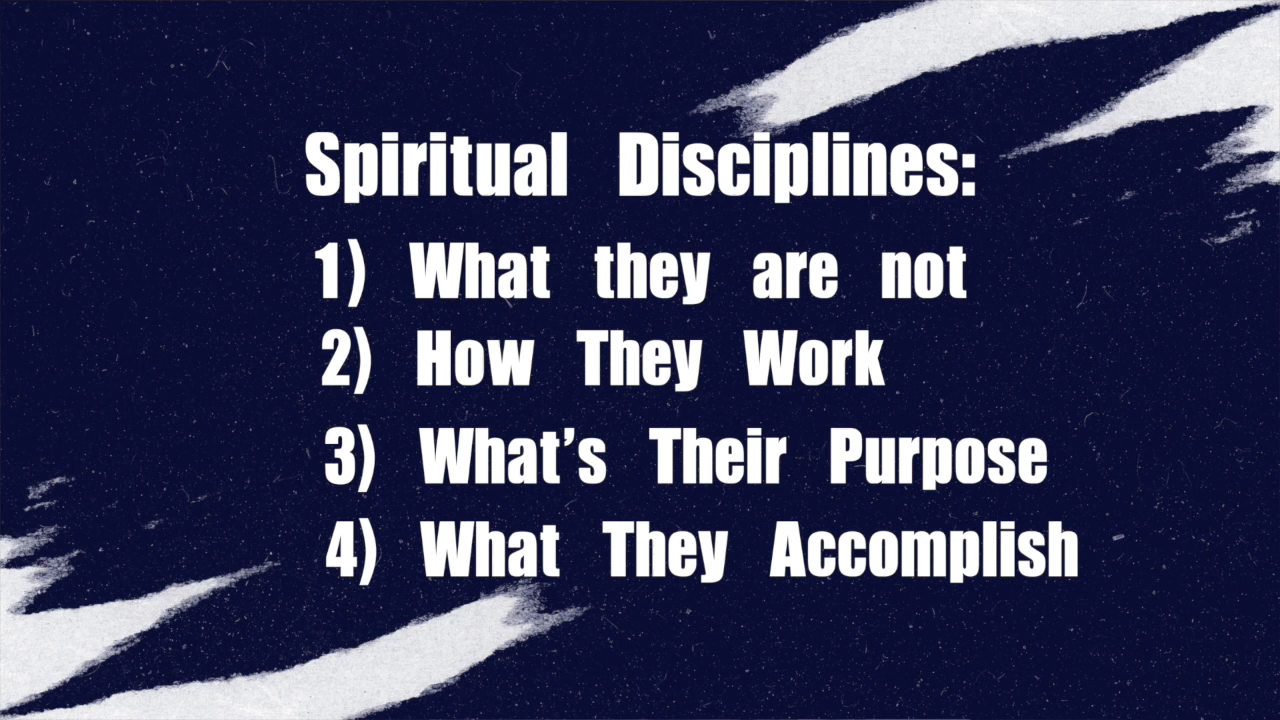 Spiritual Disciplines:
1) What they are not
2) How They Work
3) What’s Their Purpose
4) What They Accomplish